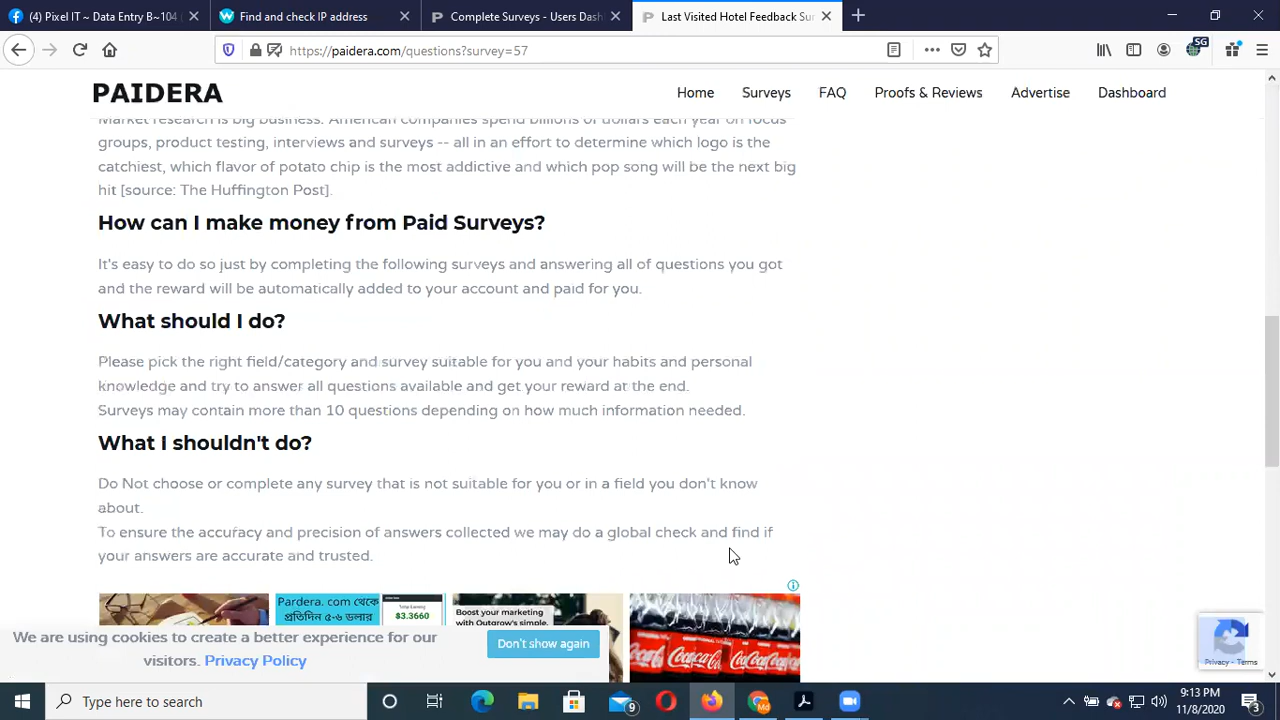 (4) Pixel IT ~ Data Entry B~104
Find and check IP address
Complete Surveys - Users Dash
Last Visited Hotel Feedback Sur
https://paidera.com/questions?survey=57
SG
PAIDERA
Home Surveys FAQ Proofs & Reviews Advertise Dashboard
Market research is big business. American companies spend billions of dollars each year on focus
groups, product testing, interviews and surveys -- all in an effort to determine which logo is the
catchiest, which flavor of potato chip is the most addictive and which pop song will be the next big
hit [source: The Huffington Post].
How can I make money from Paid Surveys?
It's easy to do so just by completing the following surveys and answering all of questions you got
and the reward will be automatically added to your account and paid for you.
What should I do?
Please pick the right field/category and survey suitable for you and your habits and personal
knowledge and try to answer all questions available and get your reward at the end.
Surveys may contain more than 10 questions depending on how much information needed.
What I shouldn't do?
Do Not choose or complete any survey that is not suitable for you or in a field you don't know
about.
To ensure the accuracy and precision of answers collected we may do a global check and find if
your answers are accurate and trusted.
Pardera. com থেকে
প্রতিদিন ৫-৬ ডলার
$3.3660
Boost your marketing
with Outgrow's simple,
Coca-Cola Coca-Cola
We are using cookies to create a better experience for our
visitors. Privacy Policy
Don't show again
Privacy - Terms
Type here to search
9
9:13 PM
11/8/2020
3